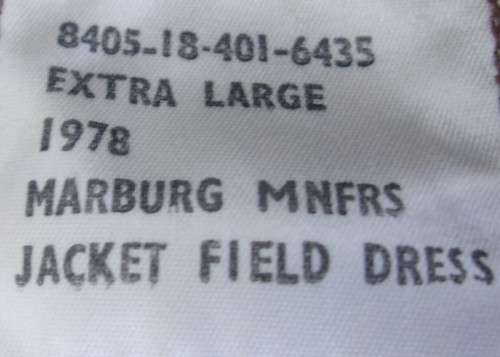 8405-18-401-6435
EXTRA LARGE
1978
MARBURG MNFRS
JACKET FIELD DRESS